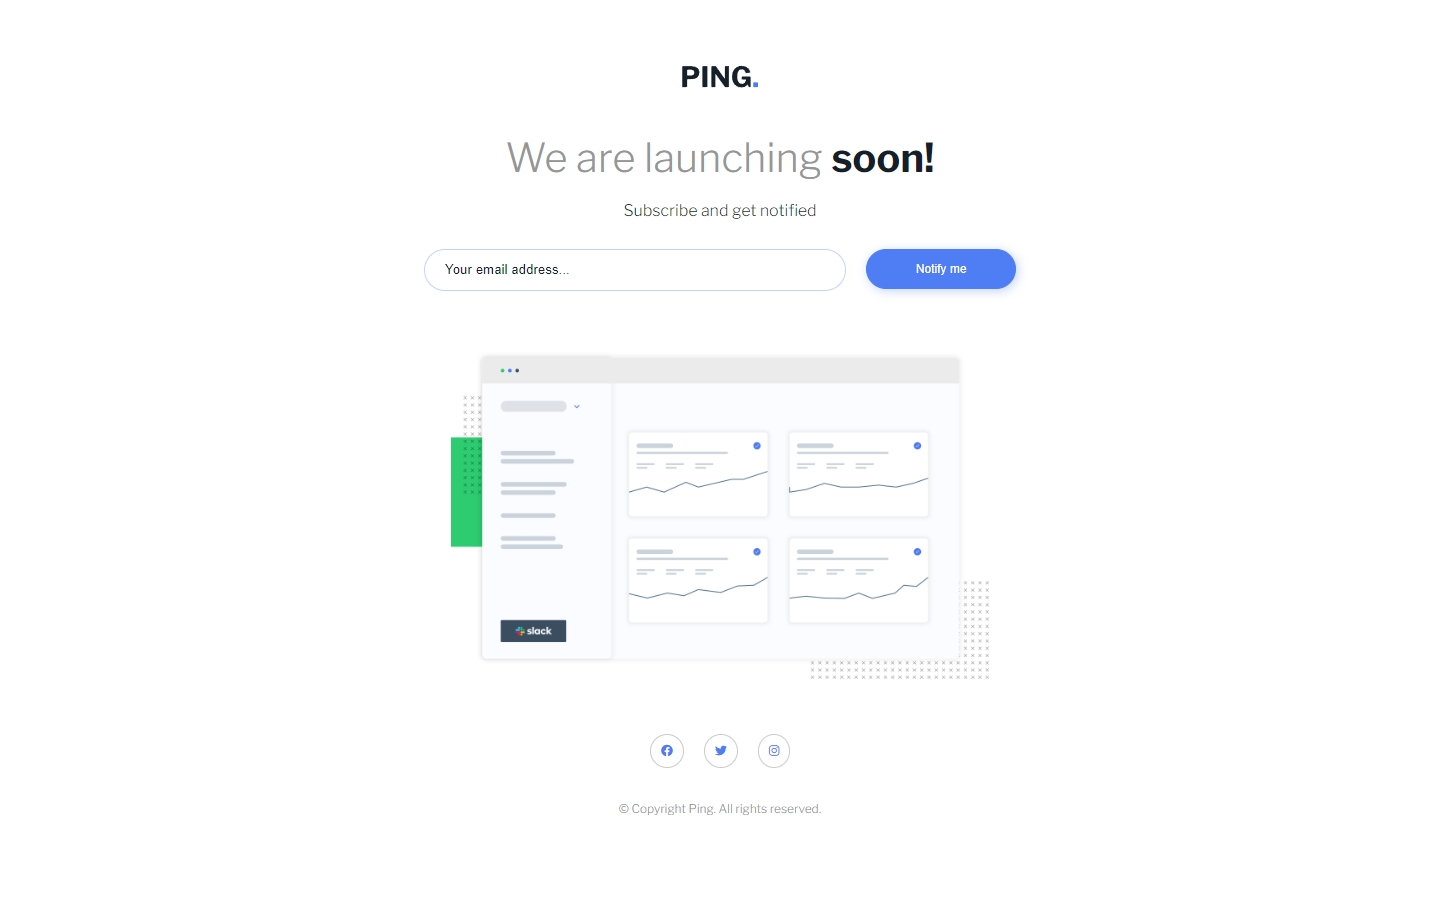 PING.
We are launching soon!
Subscribe and get notified
Your email address...
Notify me
slack
© Copyright Ping. All rights reserved.